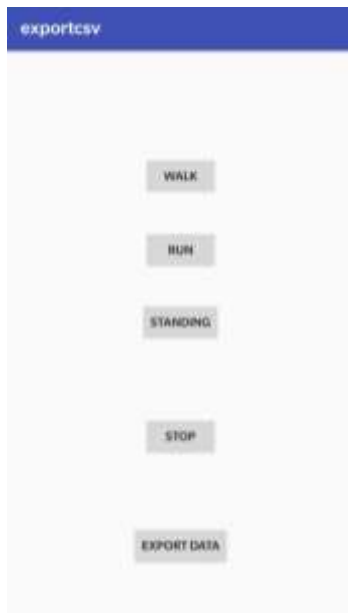 exportcsv
WALK
RUN
STANDING
STOP
EXPORT DATA